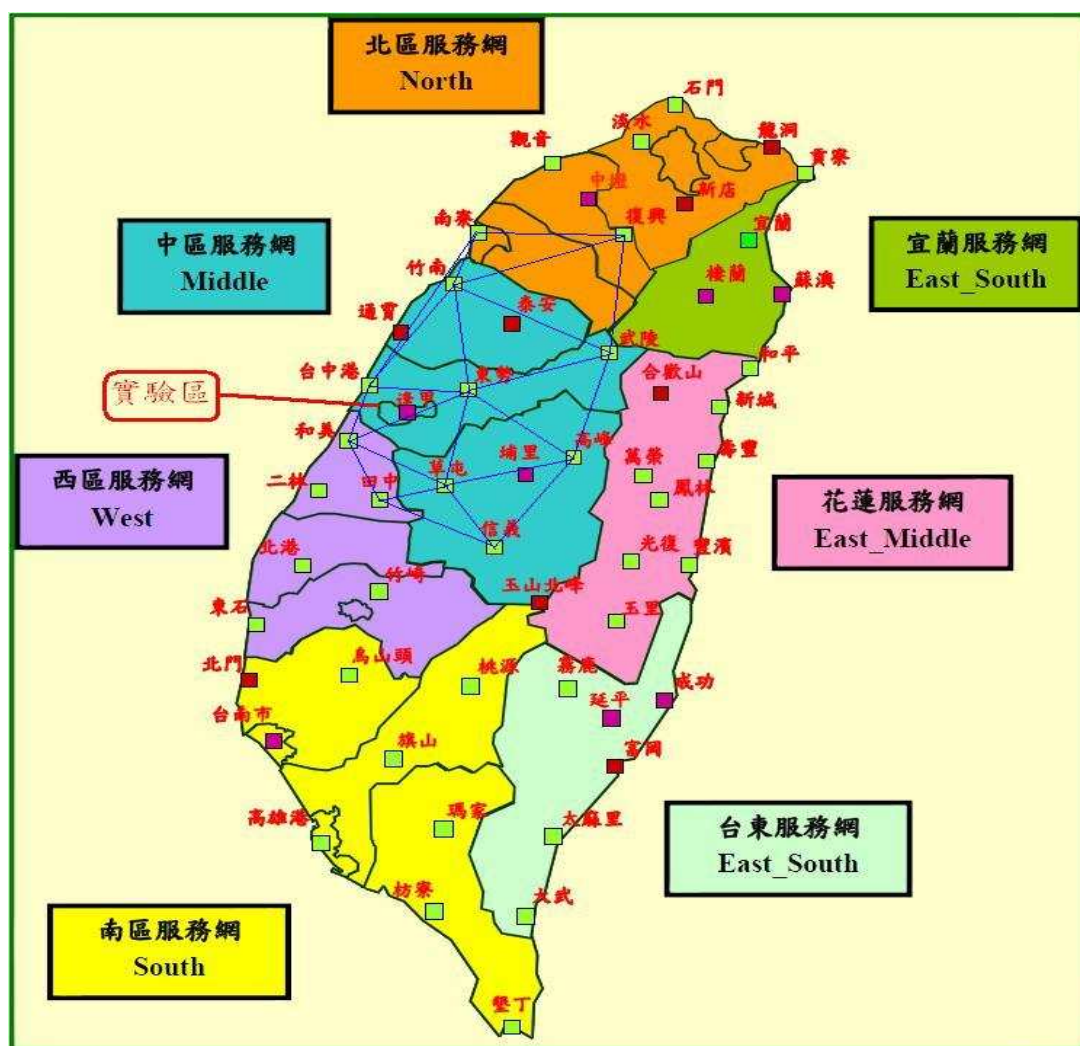 北區服務網
North
石門
淡水
龍洞
觀音
貢寮
中壢
新店
南寮
復興
宜蘭
中區服務網
Middle
宜蘭服務網
East_South
竹南
棲蘭
蘇澳
通霄
泰安
武陵
和平
台中港
東勢
合歡山
實驗區
逢甲
新城
和美
高峰
壽豐
西區服務網
West
二林
田中
草屯
埔里
萬榮
鳳林
花蓮服務網
East_Middle
信義
北港
竹崎
光復
豐濱
玉山北峰
東石
玉里
北門
烏山頭
桃源
霧鹿
成功
延平
台南市
旗山
富岡
高雄港
瑪家
太麻里
台東服務網
East_South
枋寮
大武
南區服務網
South
墾丁